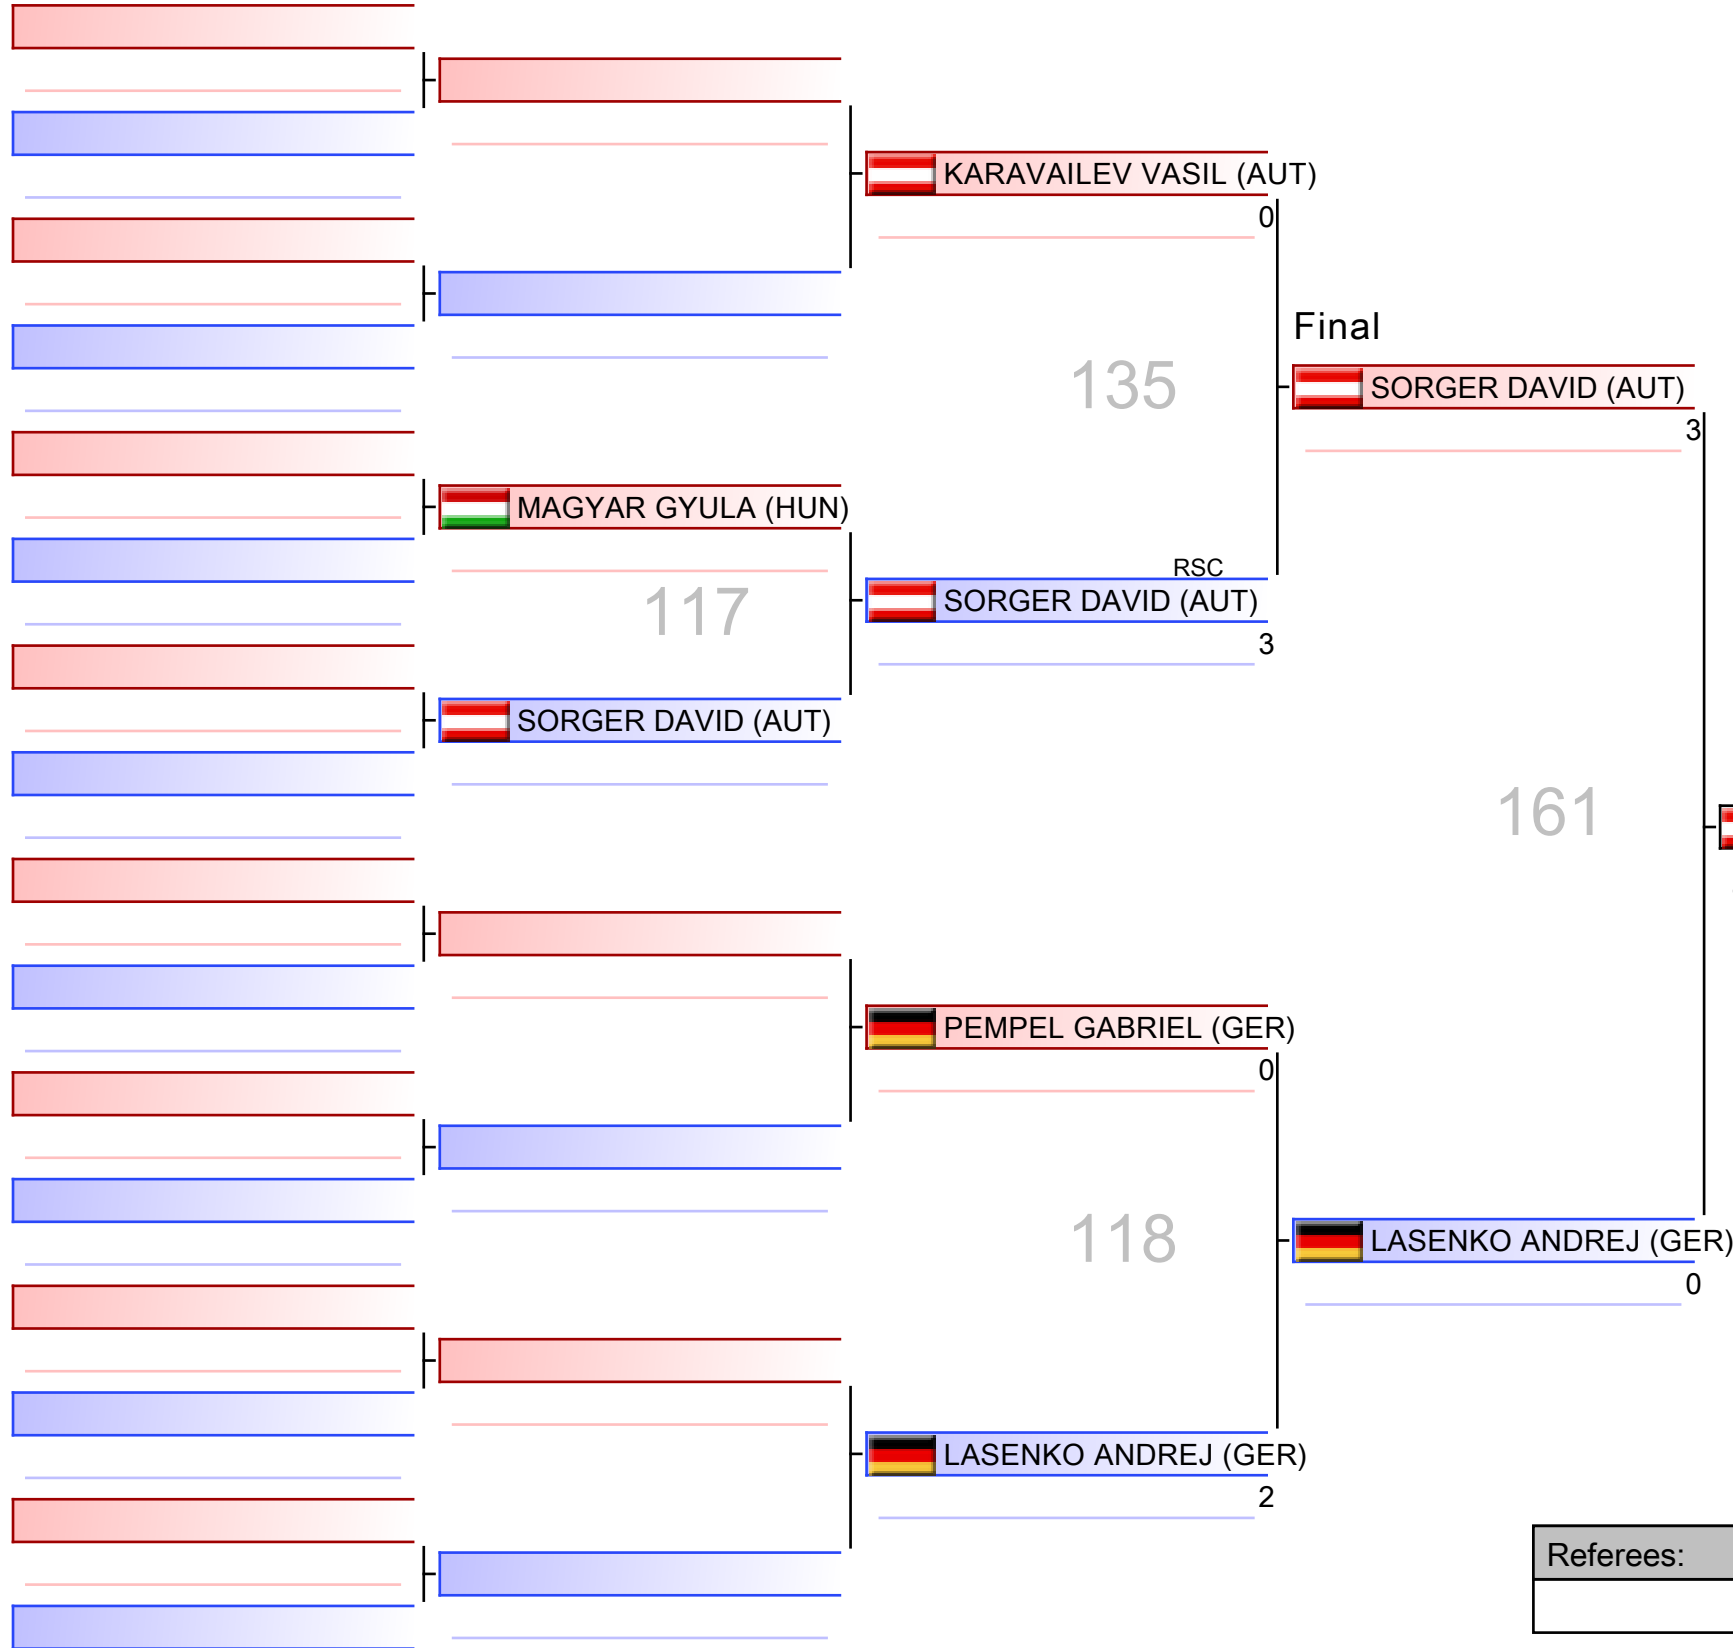 KARAVAILEV VASIL (AUT)
0
Final
135
SORGER DAVID (AUT)
3
MAGYAR GYULA (HUN)
RSC
117
SORGER DAVID (AUT)
3
SORGER DAVID (AUT)
161
PEMPEL GABRIEL (GER)
0
118
LASENKO ANDREJ (GER)
0
LASENKO ANDREJ (GER)
2
Referees: